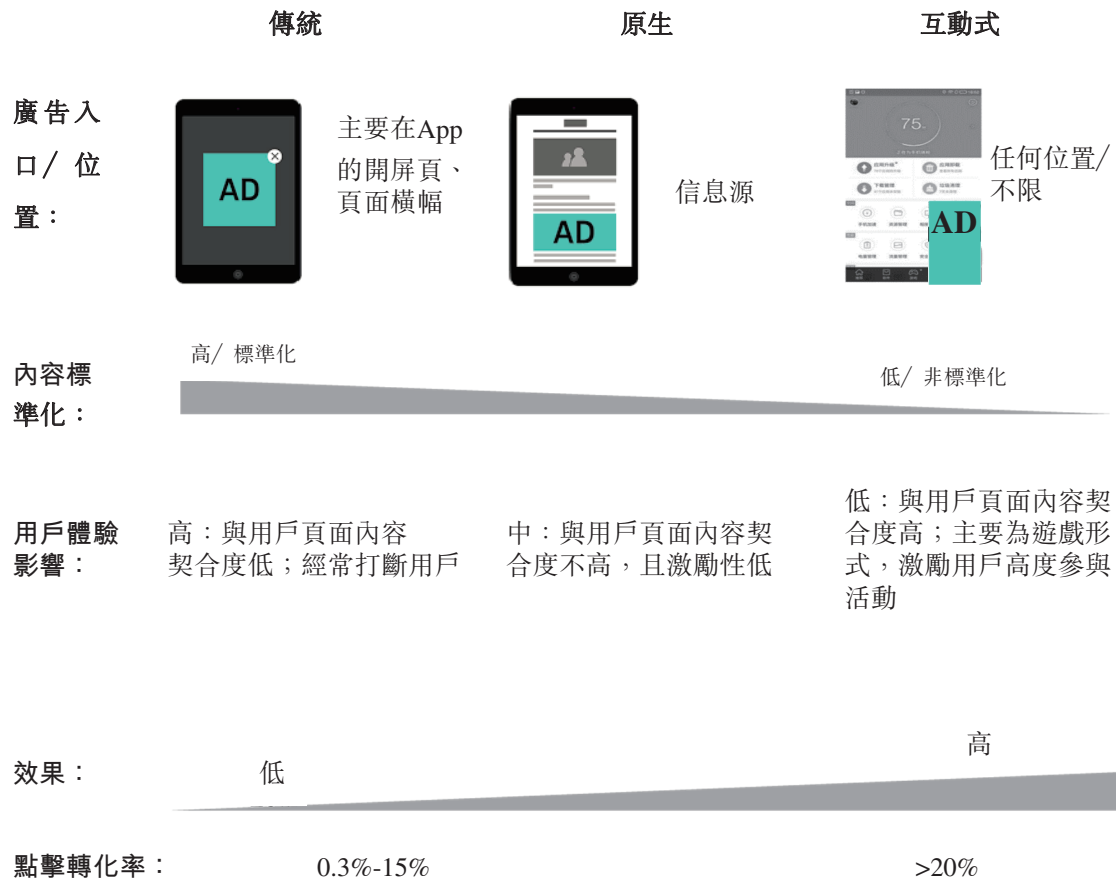 傳統
原生
互動式
廣告入
口/ 位
置：
AD
主要在App
的開屏頁、
頁面橫幅
AD
信息源
75
AD
任何位置/
不限
內容標
準化：
高/ 標準化
低/ 非標準化
用戶體驗
影響：
高：與用戶頁面內容
契合度低；經常打斷用戶
中：與用戶頁面內容契
合度不高，且激勵性低
低：與用戶頁面內容契
合度高；主要為遊戲形
式，激勵用戶高度參與
活動
效果：
低
高
點擊轉化率：
0.3%-15%
>20%